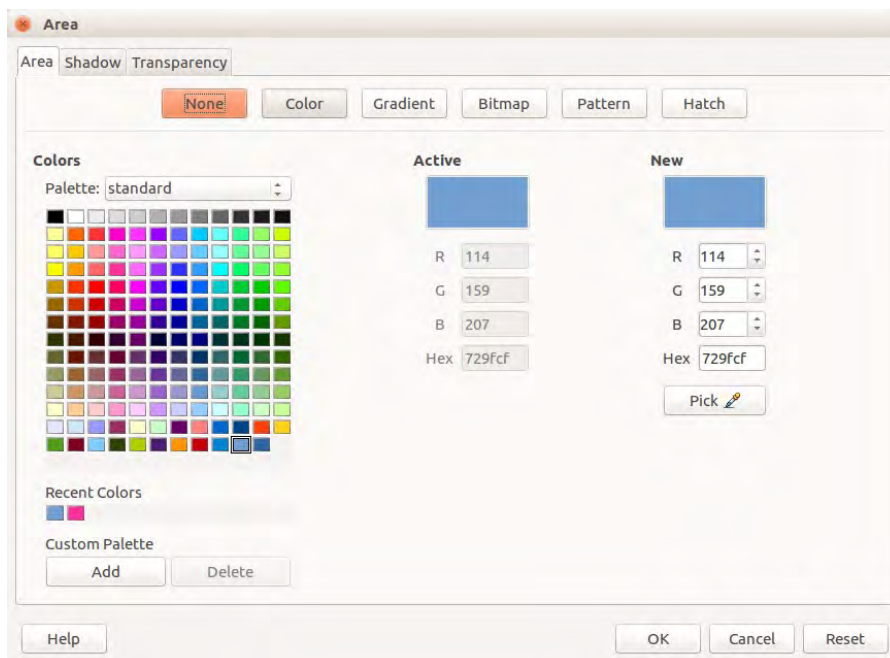 Area
Area Shadow Transparency
None Color Gradient Bitmap Pattern Hatch
Colors
Palette: standard
Recent Colors
Custom Palette
Add Delete
Active
R 114
G 159
B 207
Hex 729fcf
New
R 114
G 159
B 207
Hex 729fcf
Pick
Help OK Cancel Reset